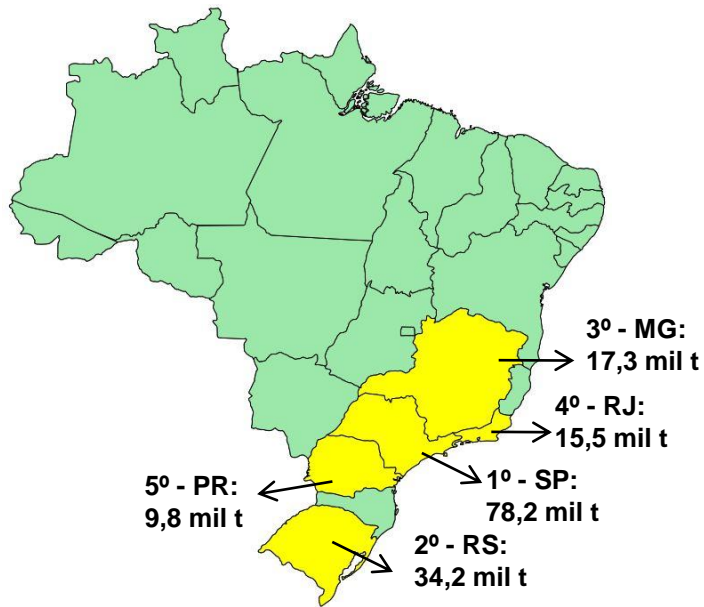 3º - MG:
17,3 mil t
4º - RJ:
15,5 mil t
5º - PR:
9,8 mil t
1º - SP:
78,2 mil t
2º - RS:
34,2 mil t